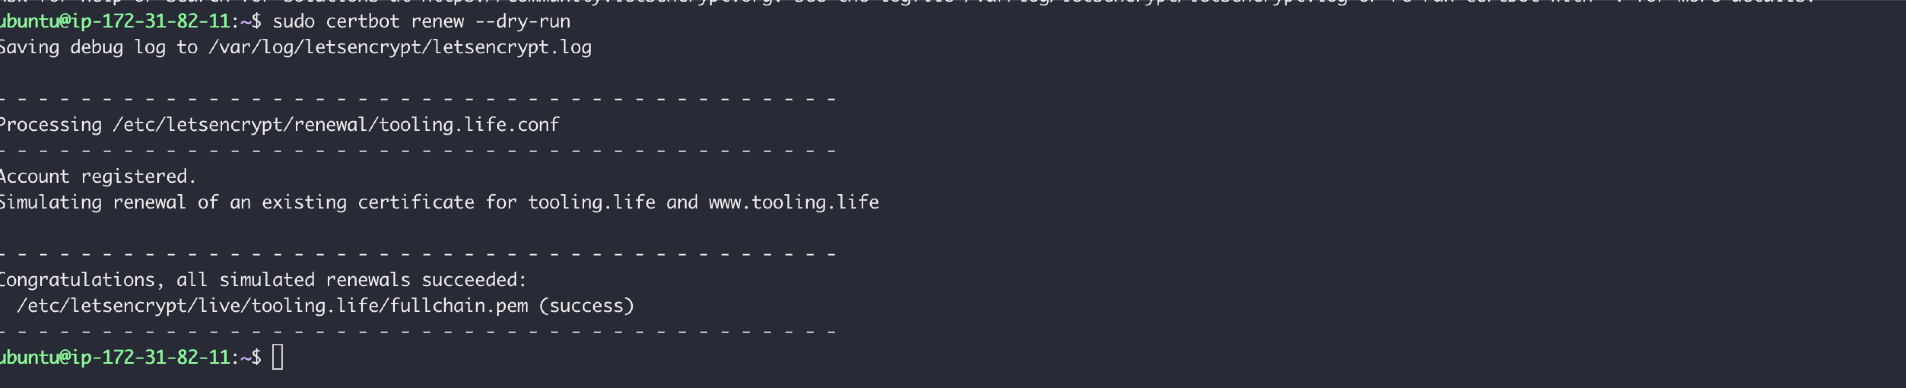 ubuntu@ip-172-31-82-11:~$ sudo certbot renew --dry-run
Saving debug log to /var/log/letsencrypt/letsencrypt.log
- - - - - - - - - - - - - - - - - - - - - - - - - - - - - - - - - - - - - - - -
Processing /etc/letsencrypt/renewal/tooling.life.conf
- - - - - - - - - - - - - - - - - - - - - - - - - - - - - - - - - - - - - - - -
Account registered.
Simulating renewal of an existing certificate for tooling.life and www.tooling.life
- - - - - - - - - - - - - - - - - - - - - - - - - - - - - - - - - - - - - - - -
Congratulations, all simulated renewals succeeded:
/etc/letsencrypt/live/tooling.life/fullchain.pem (success)
- - - - - - - - - - - - - - - - - - - - - - - - - - - - - - - - - - - - - - - -
ubuntu@ip-172-31-82-11:~$